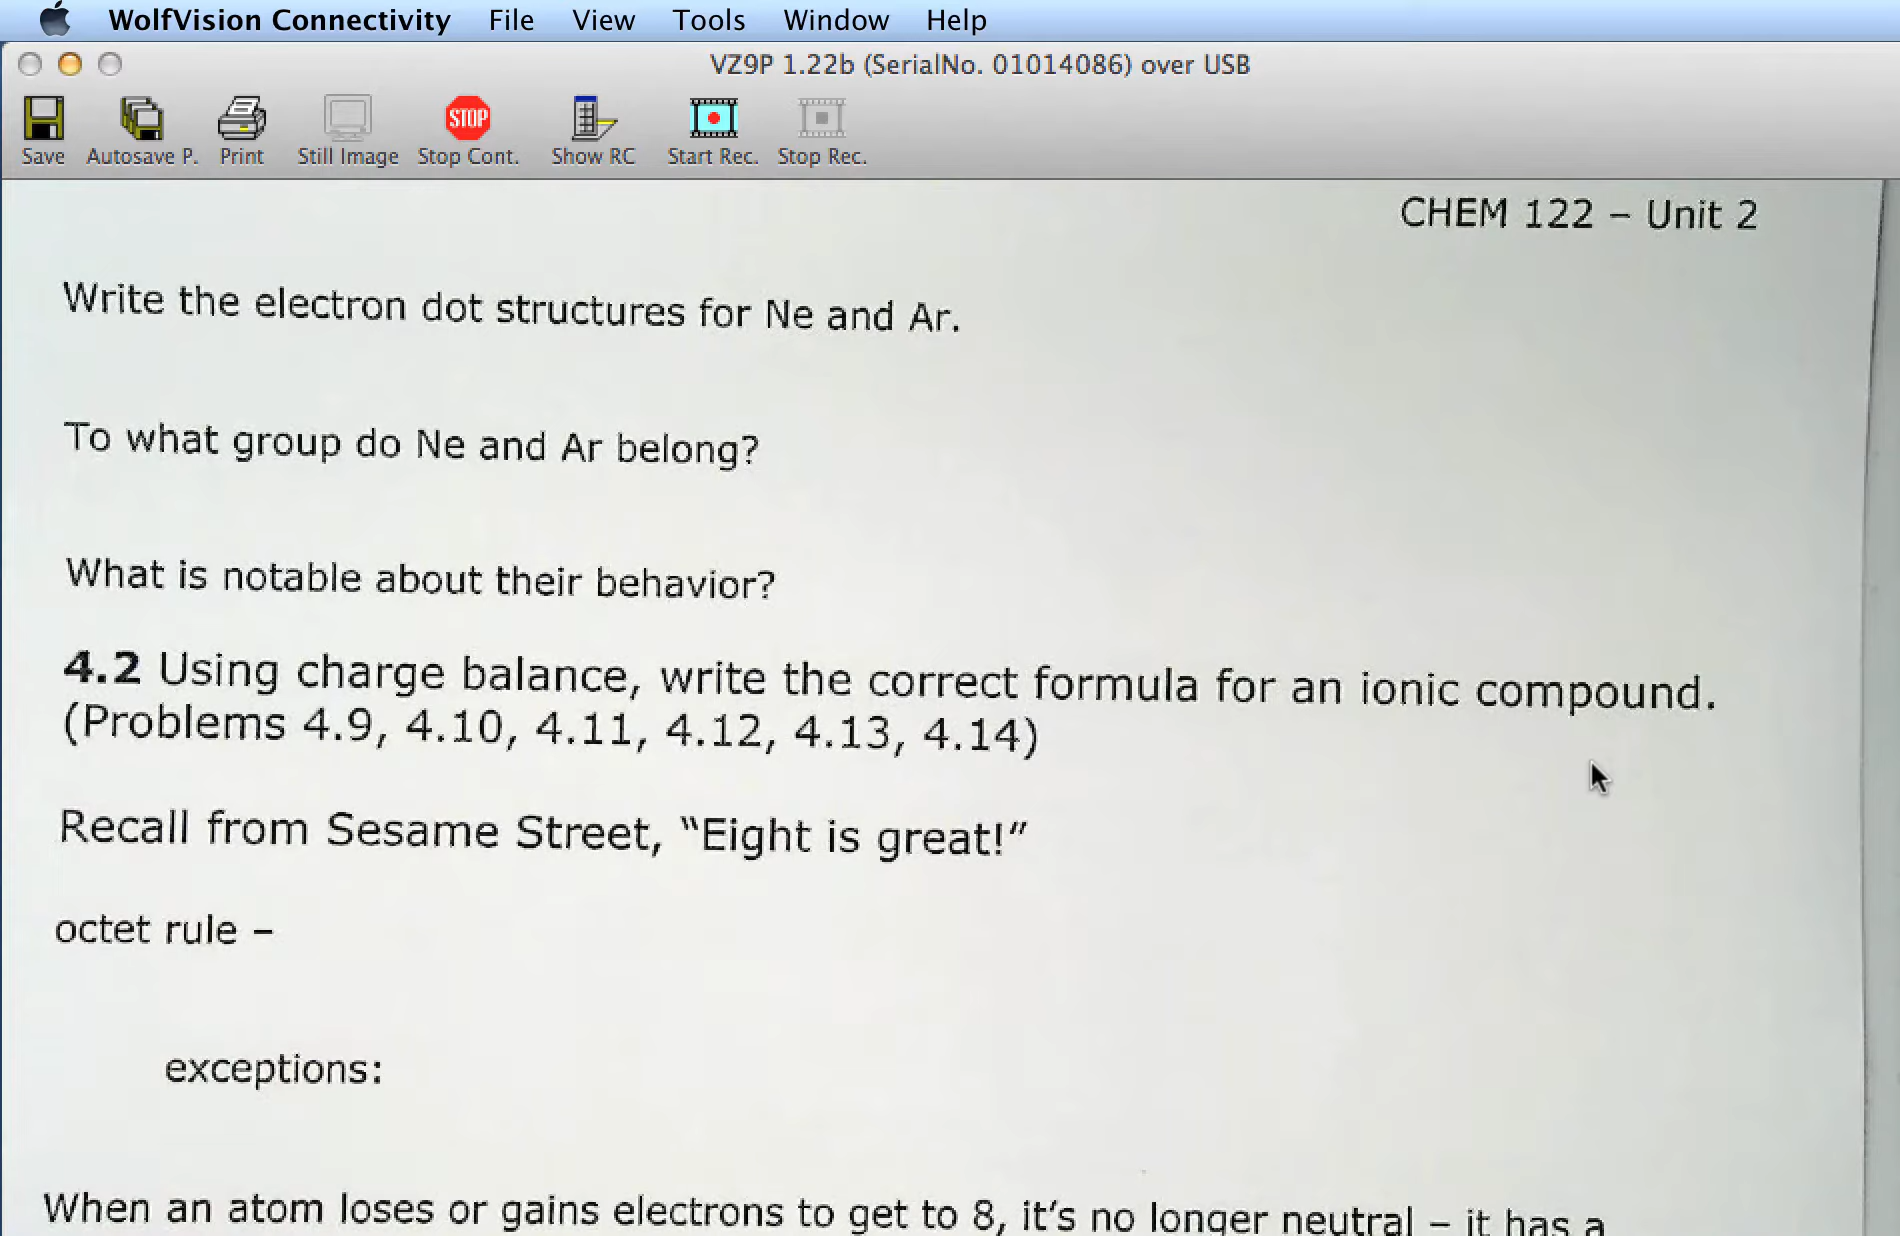 WolfVision Connectivity File View Tools Window Help
VZ9P 1.22b (SerialNo. 01014086) over USB
Save Autosave P. Print Still Image Stop Cont. Show RC Start Rec. Stop Rec.
STOP
CHEM 122 – Unit 2
Write the electron dot structures for Ne and Ar.
To what group do Ne and Ar belong?
What is notable about their behavior?
4.2 Using charge balance, write the correct formula for an ionic compound.
(Problems 4.9, 4.10, 4.11, 4.12, 4.13, 4.14)
Recall from Sesame Street, “Eight is great!”
octet rule –
exceptions:
When an atom loses or gains electrons to get to 8, it’s no longer neutral – it has a